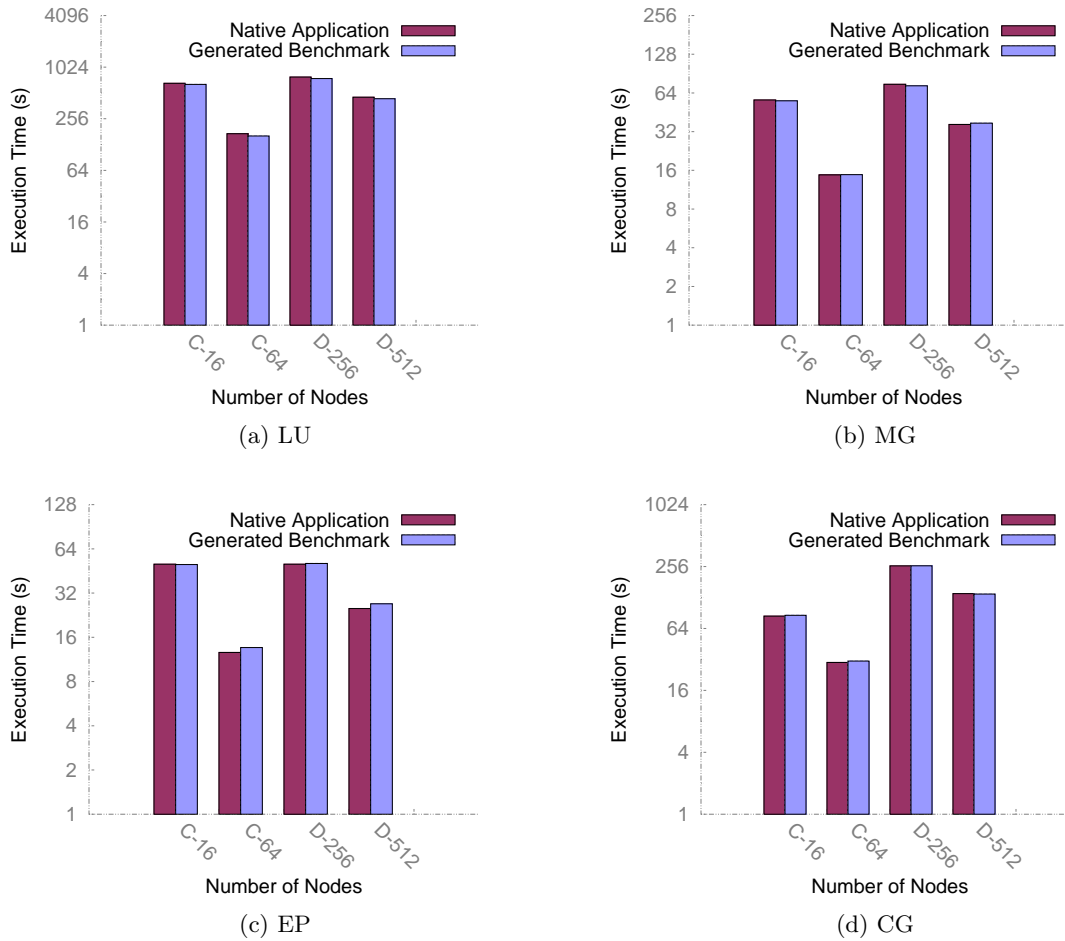 4096
1024
256
64
16
4
1
Execution Time (s)
Native Application
Generated Benchmark
C-16
C-64
D-256
D-512
Number of Nodes
(a) LU
256
128
64
32
16
8
4
2
1
Execution Time (s)
Native Application
Generated Benchmark
C-16
C-64
D-256
D-512
Number of Nodes
(b) MG
128
64
32
16
8
4
2
1
Execution Time (s)
Native Application
Generated Benchmark
C-16
C-64
D-256
D-512
Number of Nodes
(c) EP
1024
256
64
16
4
1
Execution Time (s)
Native Application
Generated Benchmark
C-16
C-64
D-256
D-512
Number of Nodes
(d) CG